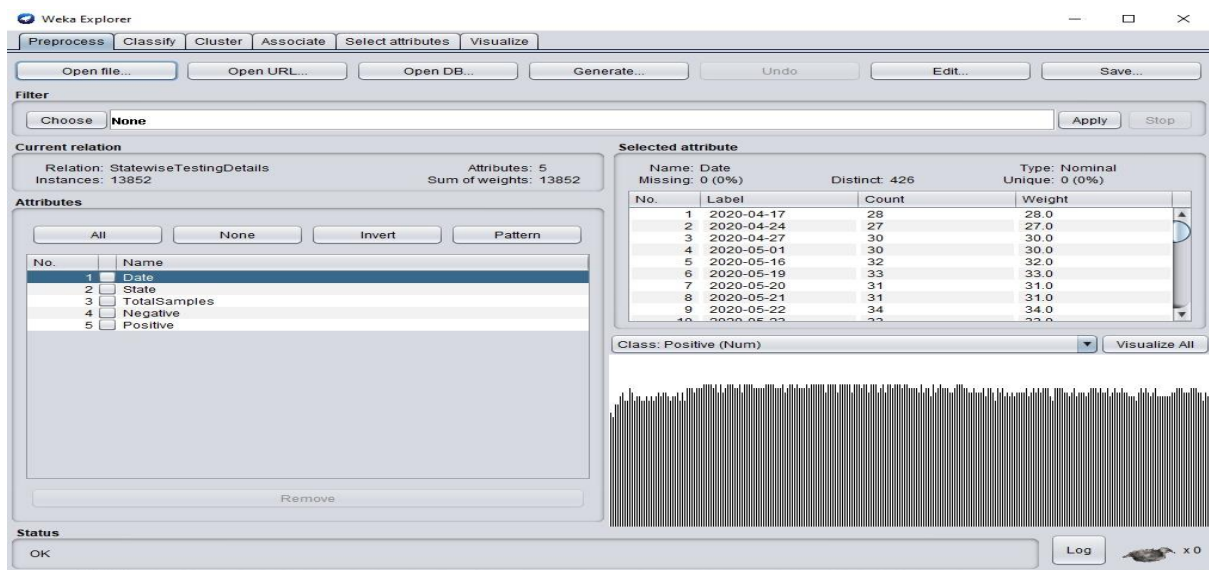 Weka Explorer
Preprocess Classify Cluster Associate Select attributes Visualize
Open file... Open URL... Open DB... Generate... Undo Edit... Save...
Filter
Choose None Apply Stop
Current relation
Relation: StatewiseTestingDetails Attributes: 5
Instances: 13852 Sum of weights: 13852
Attributes
All None Invert Pattern
No. Name
1 Date
2 State
3 TotalSamples
4 Negative
5 Positive
Remove
Selected attribute
Name: Date Type: Nominal
Missing: 0 (0%) Distinct: 426 Unique: 0 (0%)
No. Label Count Weight
1 2020-04-17 28 28.0
2 2020-04-24 27 27.0
3 2020-04-27 30 30.0
4 2020-05-01 30 30.0
5 2020-05-16 32 32.0
6 2020-05-19 33 33.0
7 2020-05-20 31 31.0
8 2020-05-21 31 31.0
9 2020-05-22 34 34.0
Class: Positive (Num) Visualize All
Status
OK Log x 0